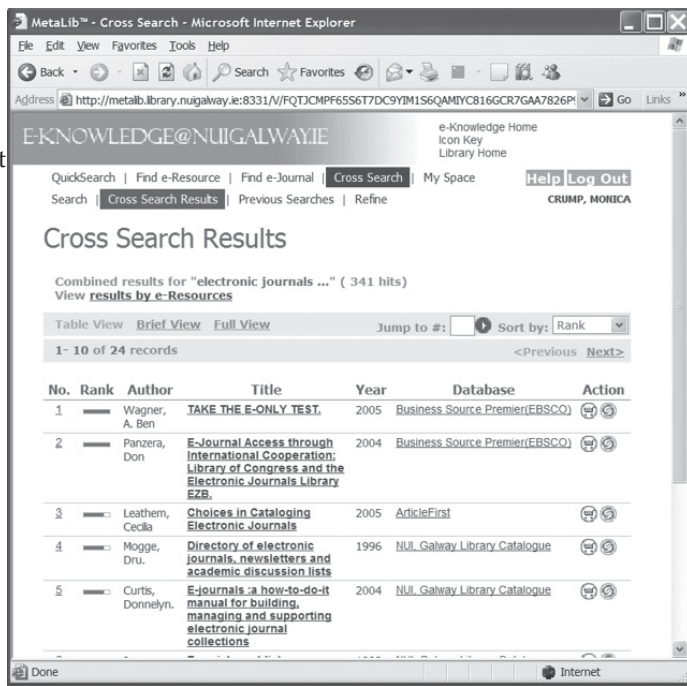 MetaLib™ - Cross Search - Microsoft Internet Explorer
File Edit View Favorites Tools Help
Back Search Favorites
Address http://metalib.library.nuigalway.ie:8331/V/FQTJCMPF65S6T7DC9YIM1S6QAMIYC816GCR7GAA7826P Go Links »
E-KNOWLEDGE@NUIGALWAY.IE
e-Knowledge Home
Icon Key
Library Home
t
QuickSearch | Find e-Resource | Find e-Journal | Cross Search | My Space Help Log Out
Search | Cross Search Results | Previous Searches | Refine CRUMP, MONICA
Cross Search Results
Combined results for "electronic journals ..." ( 341 hits)
View results by e-Resources
Table View Brief View Full View Jump to #: Sort by: Rank
1- 10 of 24 records <Previous Next>
No. Rank Author Title Year Database Action
1 Wagner, TAKE THE E-ONLY TEST. 2005 Business Source Premier(EBSCO)
A. Ben
2 Panzera, E-Journal Access through 2004 Business Source Premier(EBSCO)
Don International Cooperation:
Library of Congress and the
Electronic Journals Library
EZB.
3 Leathem, Choices in Cataloging 2005 ArticleFirst
Cecilia Electronic Journals
4 Mogge, Directory of electronic 1996 NUI, Galway Library Catalogue
Dru. journals, newsletters and
academic discussion lists
5 Curtis, E-journals :a how-to-do-it 2004 NUI, Galway Library Catalogue
Donnelyn. manual for building,
managing and supporting
electronic journal
collections
Done Internet